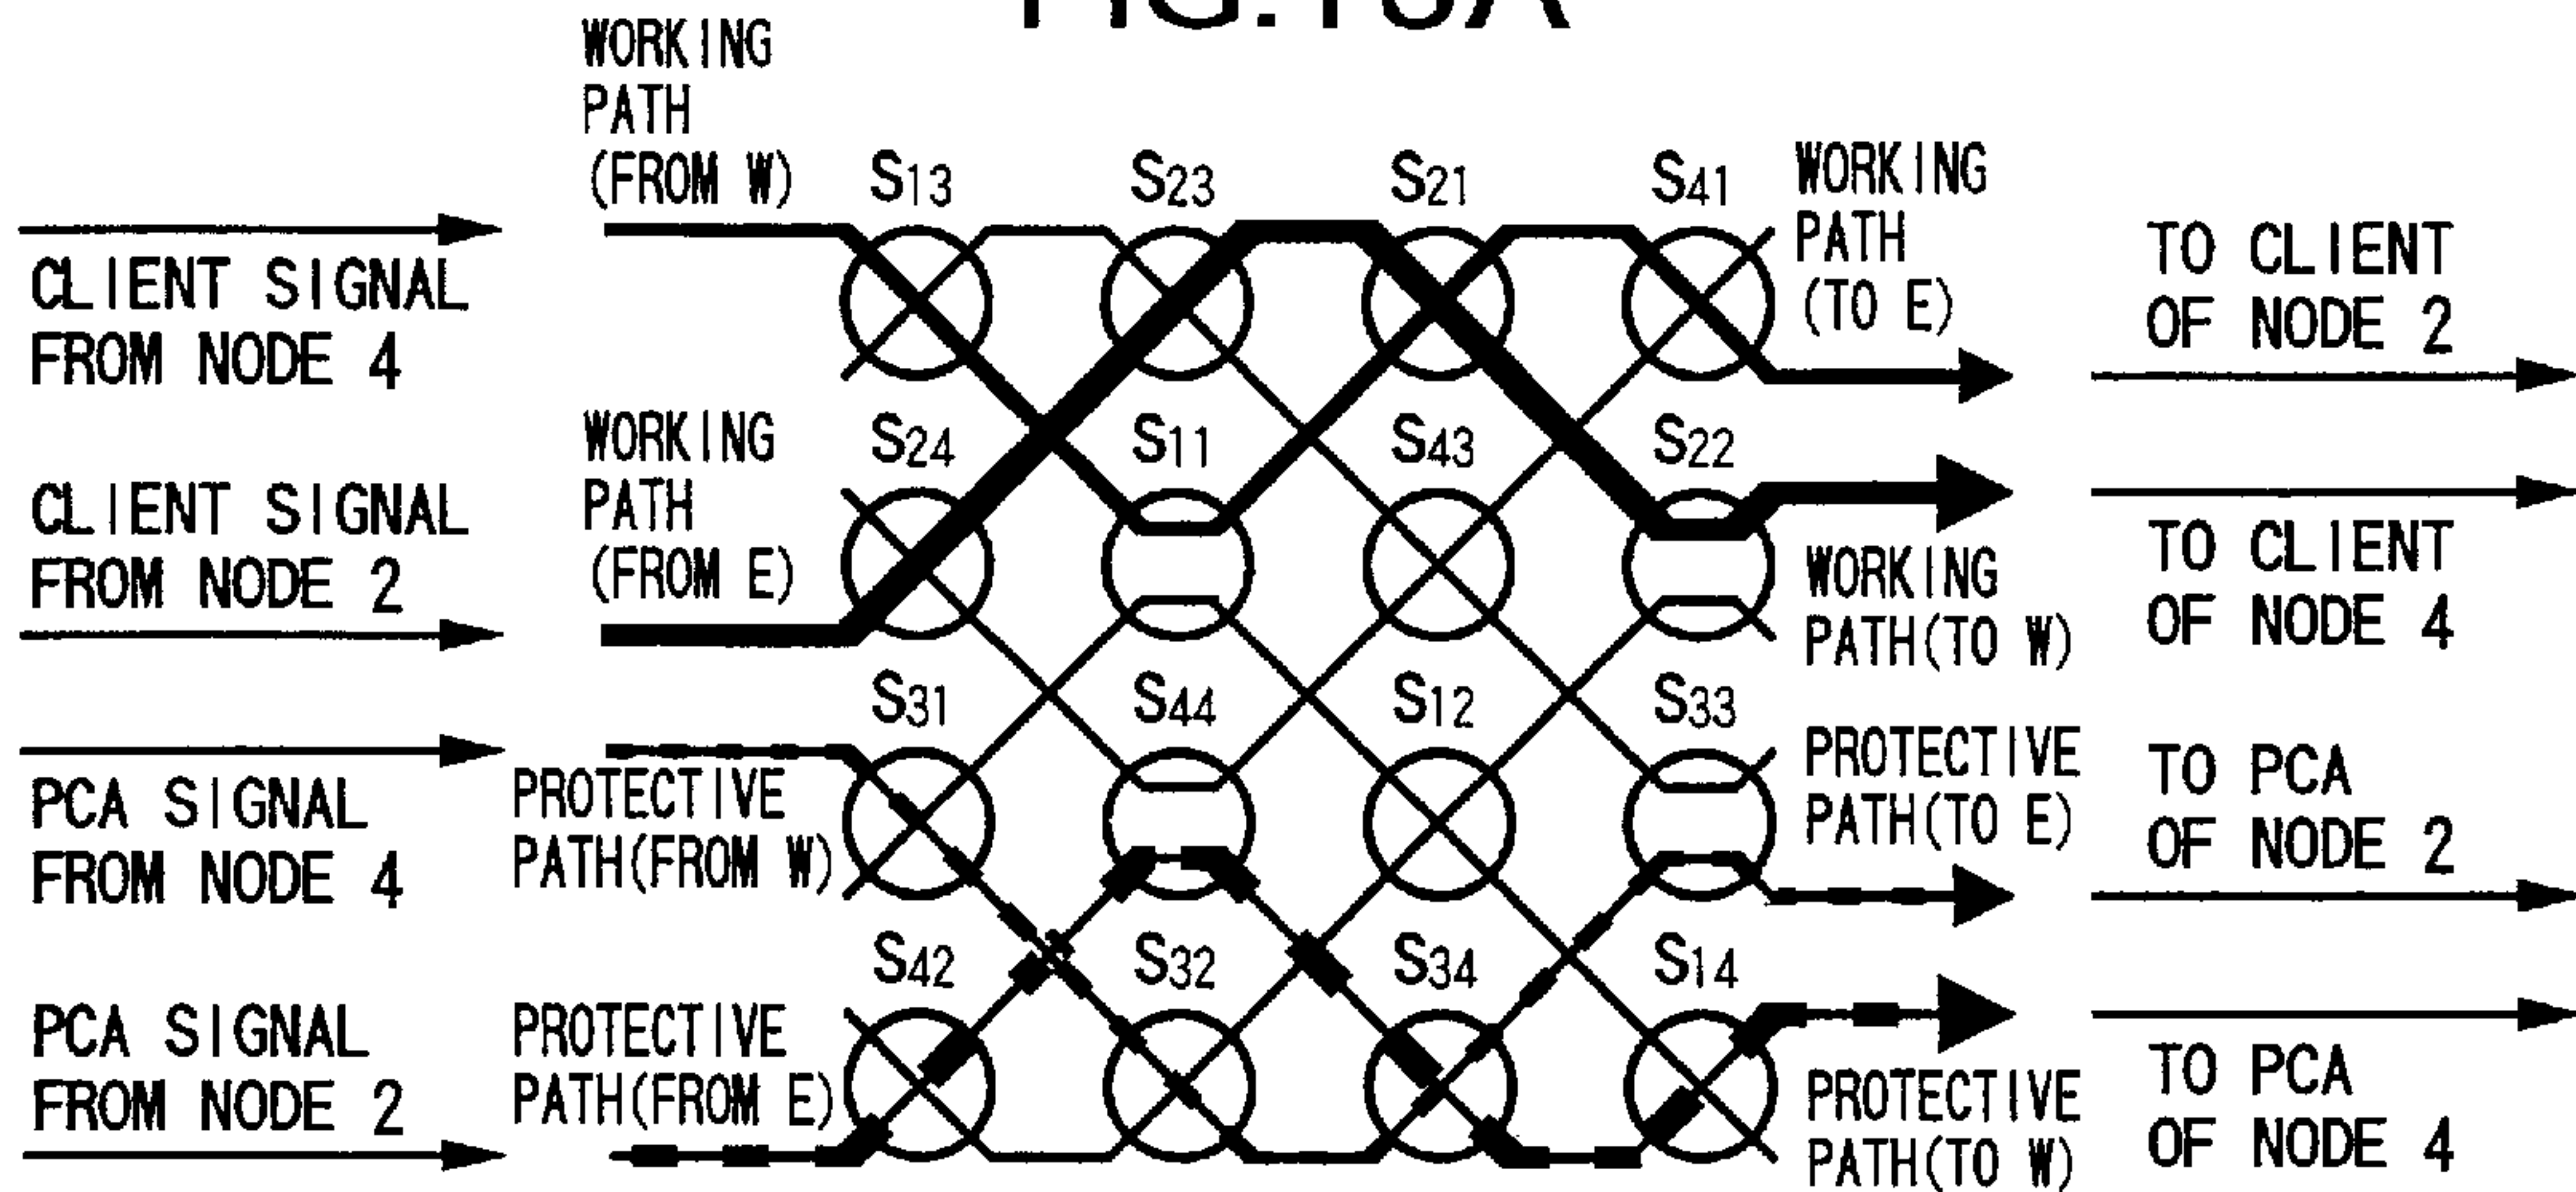 WORKING
PATH
(FROM W)
CLIENT SIGNAL
FROM NODE 4
WORKING
PATH
(FROM E)
CLIENT SIGNAL
FROM NODE 2
PCA SIGNAL
FROM NODE 4
PROTECTIVE
PATH(FROM W)
PCA SIGNAL
FROM NODE 2
PROTECTIVE
PATH(FROM E)
S13 S23 S21 S41
S24 S11 S43 S22
S31 S44 S12 S33
S42 S32 S34 S14
WORKING
PATH
(TO E)
TO CLIENT
OF NODE 2
WORKING
PATH(TO W)
TO CLIENT
OF NODE 4
PROTECTIVE
PATH(TO E)
TO PCA
OF NODE 2
PROTECTIVE
PATH(TO W)
TO PCA
OF NODE 4